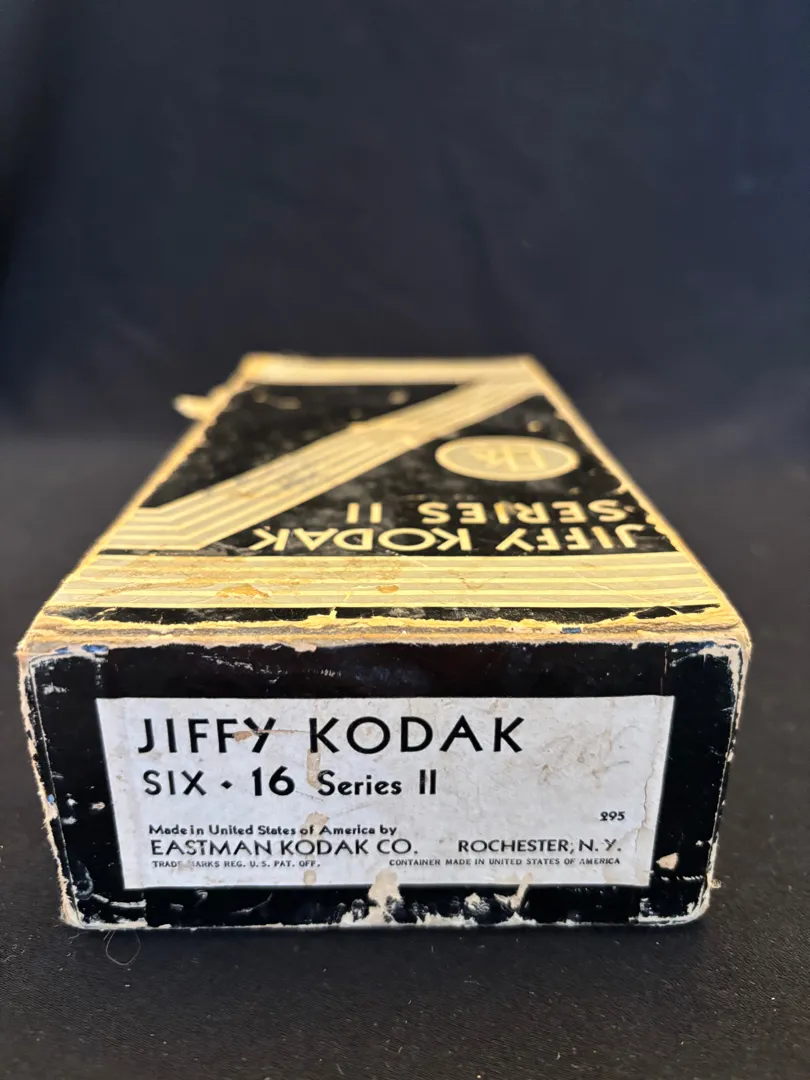 JIFFY KODAK
SERIES II
JIFFY KODAK
SIX • 16 Series II
295
Made in United States of America by
EASTMAN KODAK CO. ROCHESTER, N.Y.
TRADE MARKS REG. U.S. PAT. OFF. CONTAINER MADE IN UNITED STATES OF AMERICA